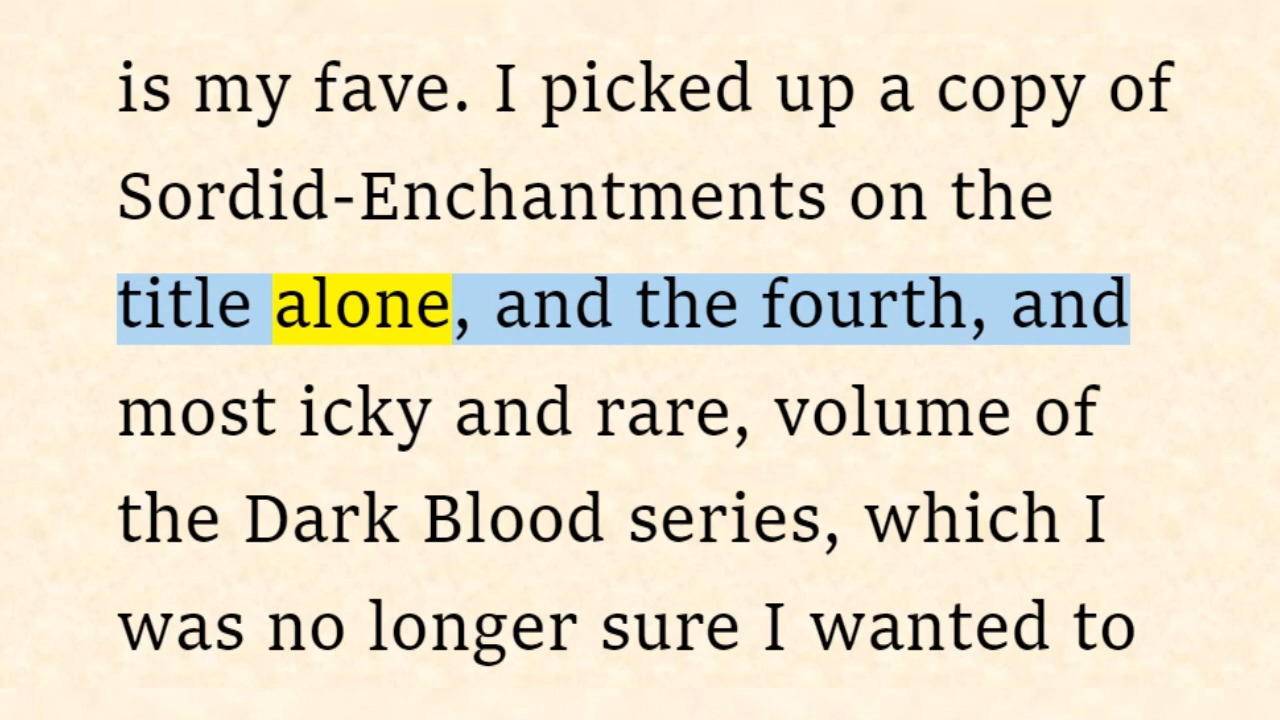 is my fave. I picked up a copy of
Sordid-Enchantments on the
title alone, and the fourth, and
most icky and rare, volume of
the Dark Blood series, which I
was no longer sure I wanted to